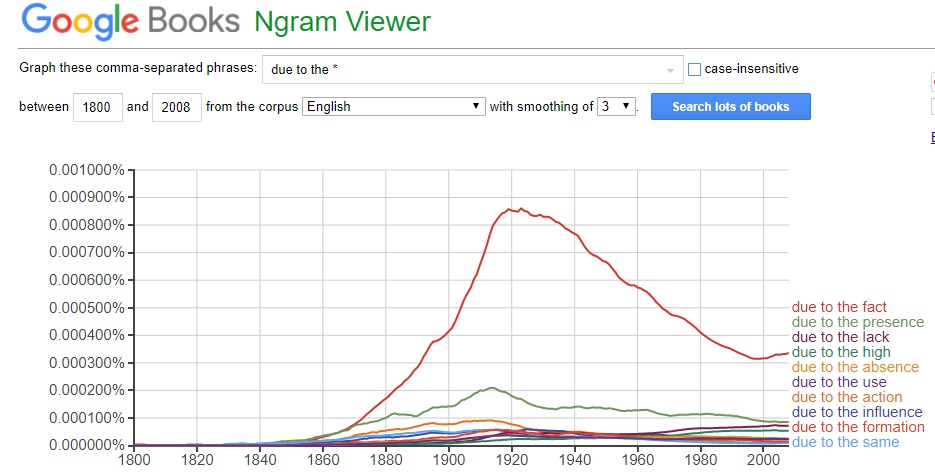 Google Books Ngram Viewer
Graph these comma-separated phrases: due to the * case-insensitive
between 1800 and 2008 from the corpus English with smoothing of 3 . Search lots of books
0.001000%
0.000900%
0.000800%
0.000700%
0.000600%
0.000500%
0.000400%
0.000300%
0.000200%
0.000100%
0.000000%
1800 1820 1840 1860 1880 1900 1920 1940 1960 1980 2000
due to the fact
due to the presence
due to the lack
due to the high
due to the absence
due to the use
due to the action
due to the influence
due to the formation
due to the same